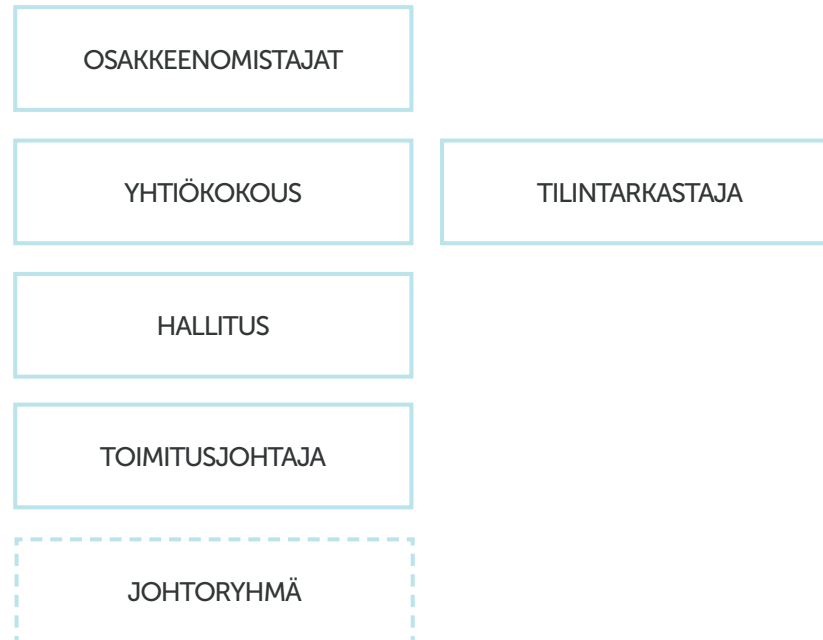 OSAKKEENOMISTAJAT
YHTIÖKOKOUS
TILINTARKASTAJA
HALLITUS
TOIMITUSJOHTAJA
JOHTORYHMÄ